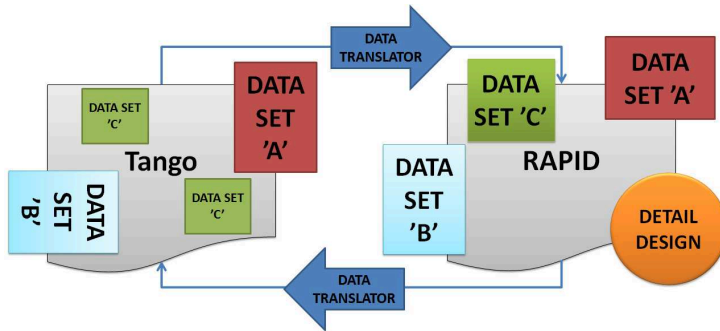 DATA
TRANSLATOR
DATA SET
'C'
DATA
SET
'A'
Tango
DATA
SET
'B'
DATA SET
'C'
DATA
SET 'C'
DATA
SET 'A'
RAPID
DATA
SET
'B'
DETAIL
DESIGN
DATA
TRANSLATOR